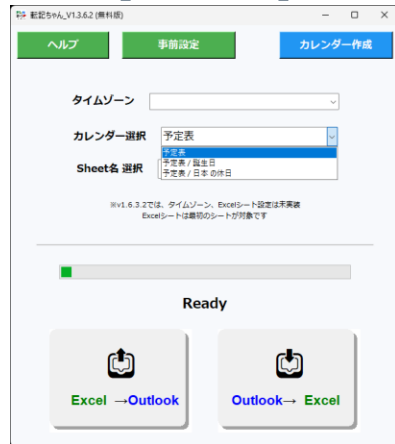 転記ちゃん_V1.3.6.2 (無料版)
ヘルプ
事前設定
カレンダー作成
タイムゾーン
カレンダー選択 予定表
予定表
予定表 / 誕生日
予定表 / 日本 の休日
Sheet名 選択
※v1.6.3.2では、タイムゾーン、Excelシート設定は未実装
Excelシートは最初のシートが対象です
Ready
Excel →Outlook
Outlook→ Excel